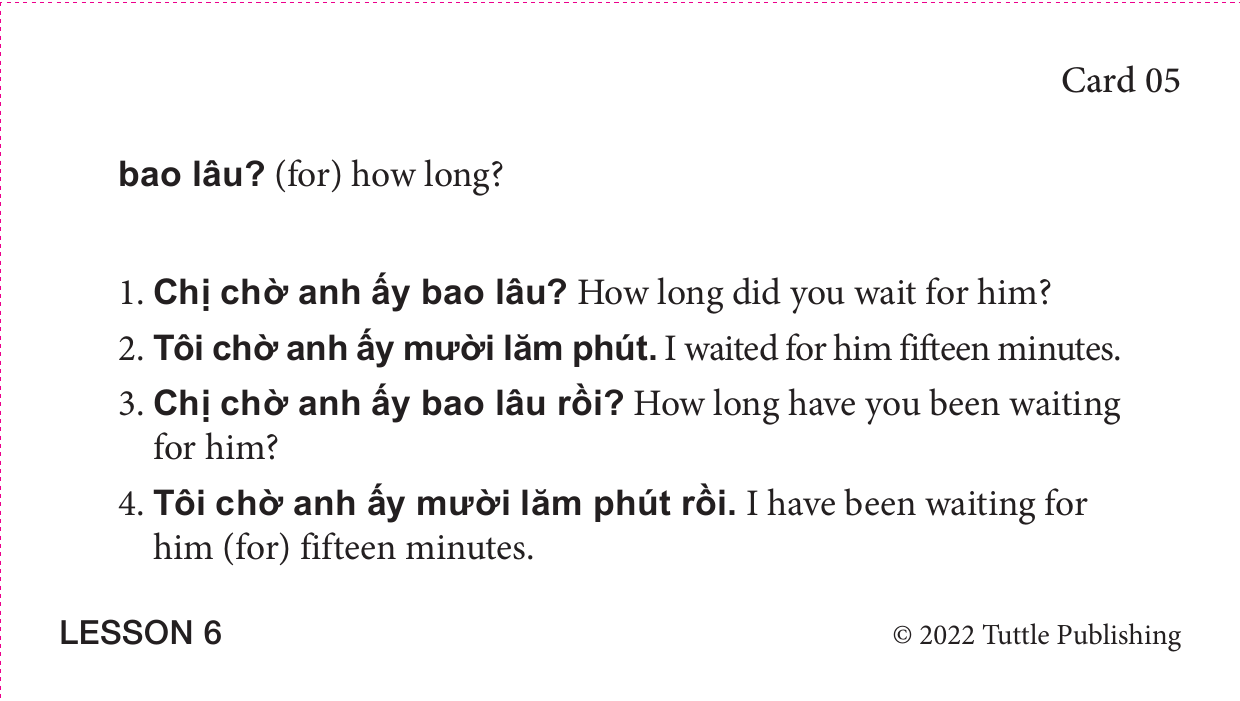 Card 05
bao lâu? (for) how long?
1. Chị chờ anh ấy bao lâu? How long did you wait for him?
2. Tôi chờ anh ấy mười lăm phút. I waited for him fifteen minutes.
3. Chị chờ anh ấy bao lâu rồi? How long have you been waiting
for him?
4. Tôi chờ anh ấy mười lăm phút rồi. I have been waiting for
him (for) fifteen minutes.
LESSON 6
© 2022 Tuttle Publishing